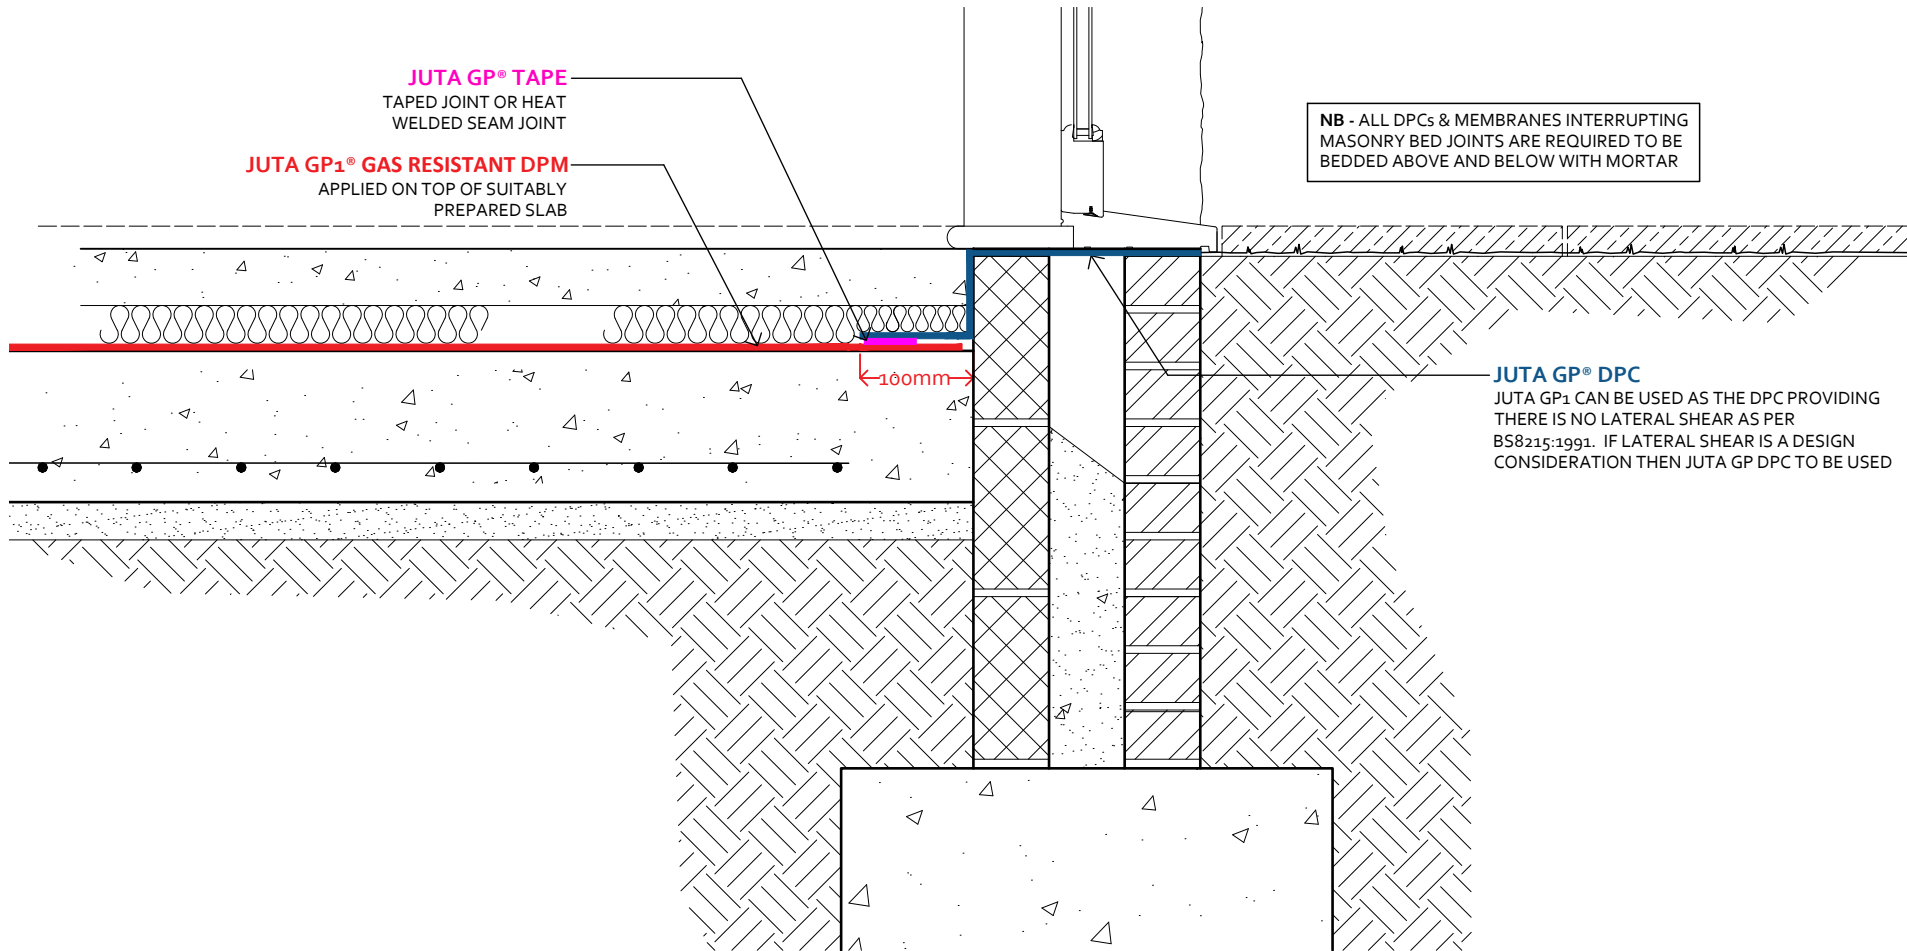 JUTA GP® TAPE
TAPED JOINT OR HEAT
WELDED SEAM JOINT
JUTA GP1® GAS RESISTANT DPM
APPLIED ON TOP OF SUITABLY
PREPARED SLAB
NB - ALL DPCs & MEMBRANES INTERRUPTING
MASONRY BED JOINTS ARE REQUIRED TO BE
BEDDED ABOVE AND BELOW WITH MORTAR
100mm
JUTA GP® DPC
JUTA GP1 CAN BE USED AS THE DPC PROVIDING
THERE IS NO LATERAL SHEAR AS PER
BS8215:1991. IF LATERAL SHEAR IS A DESIGN
CONSIDERATION THEN JUTA GP DPC TO BE USED